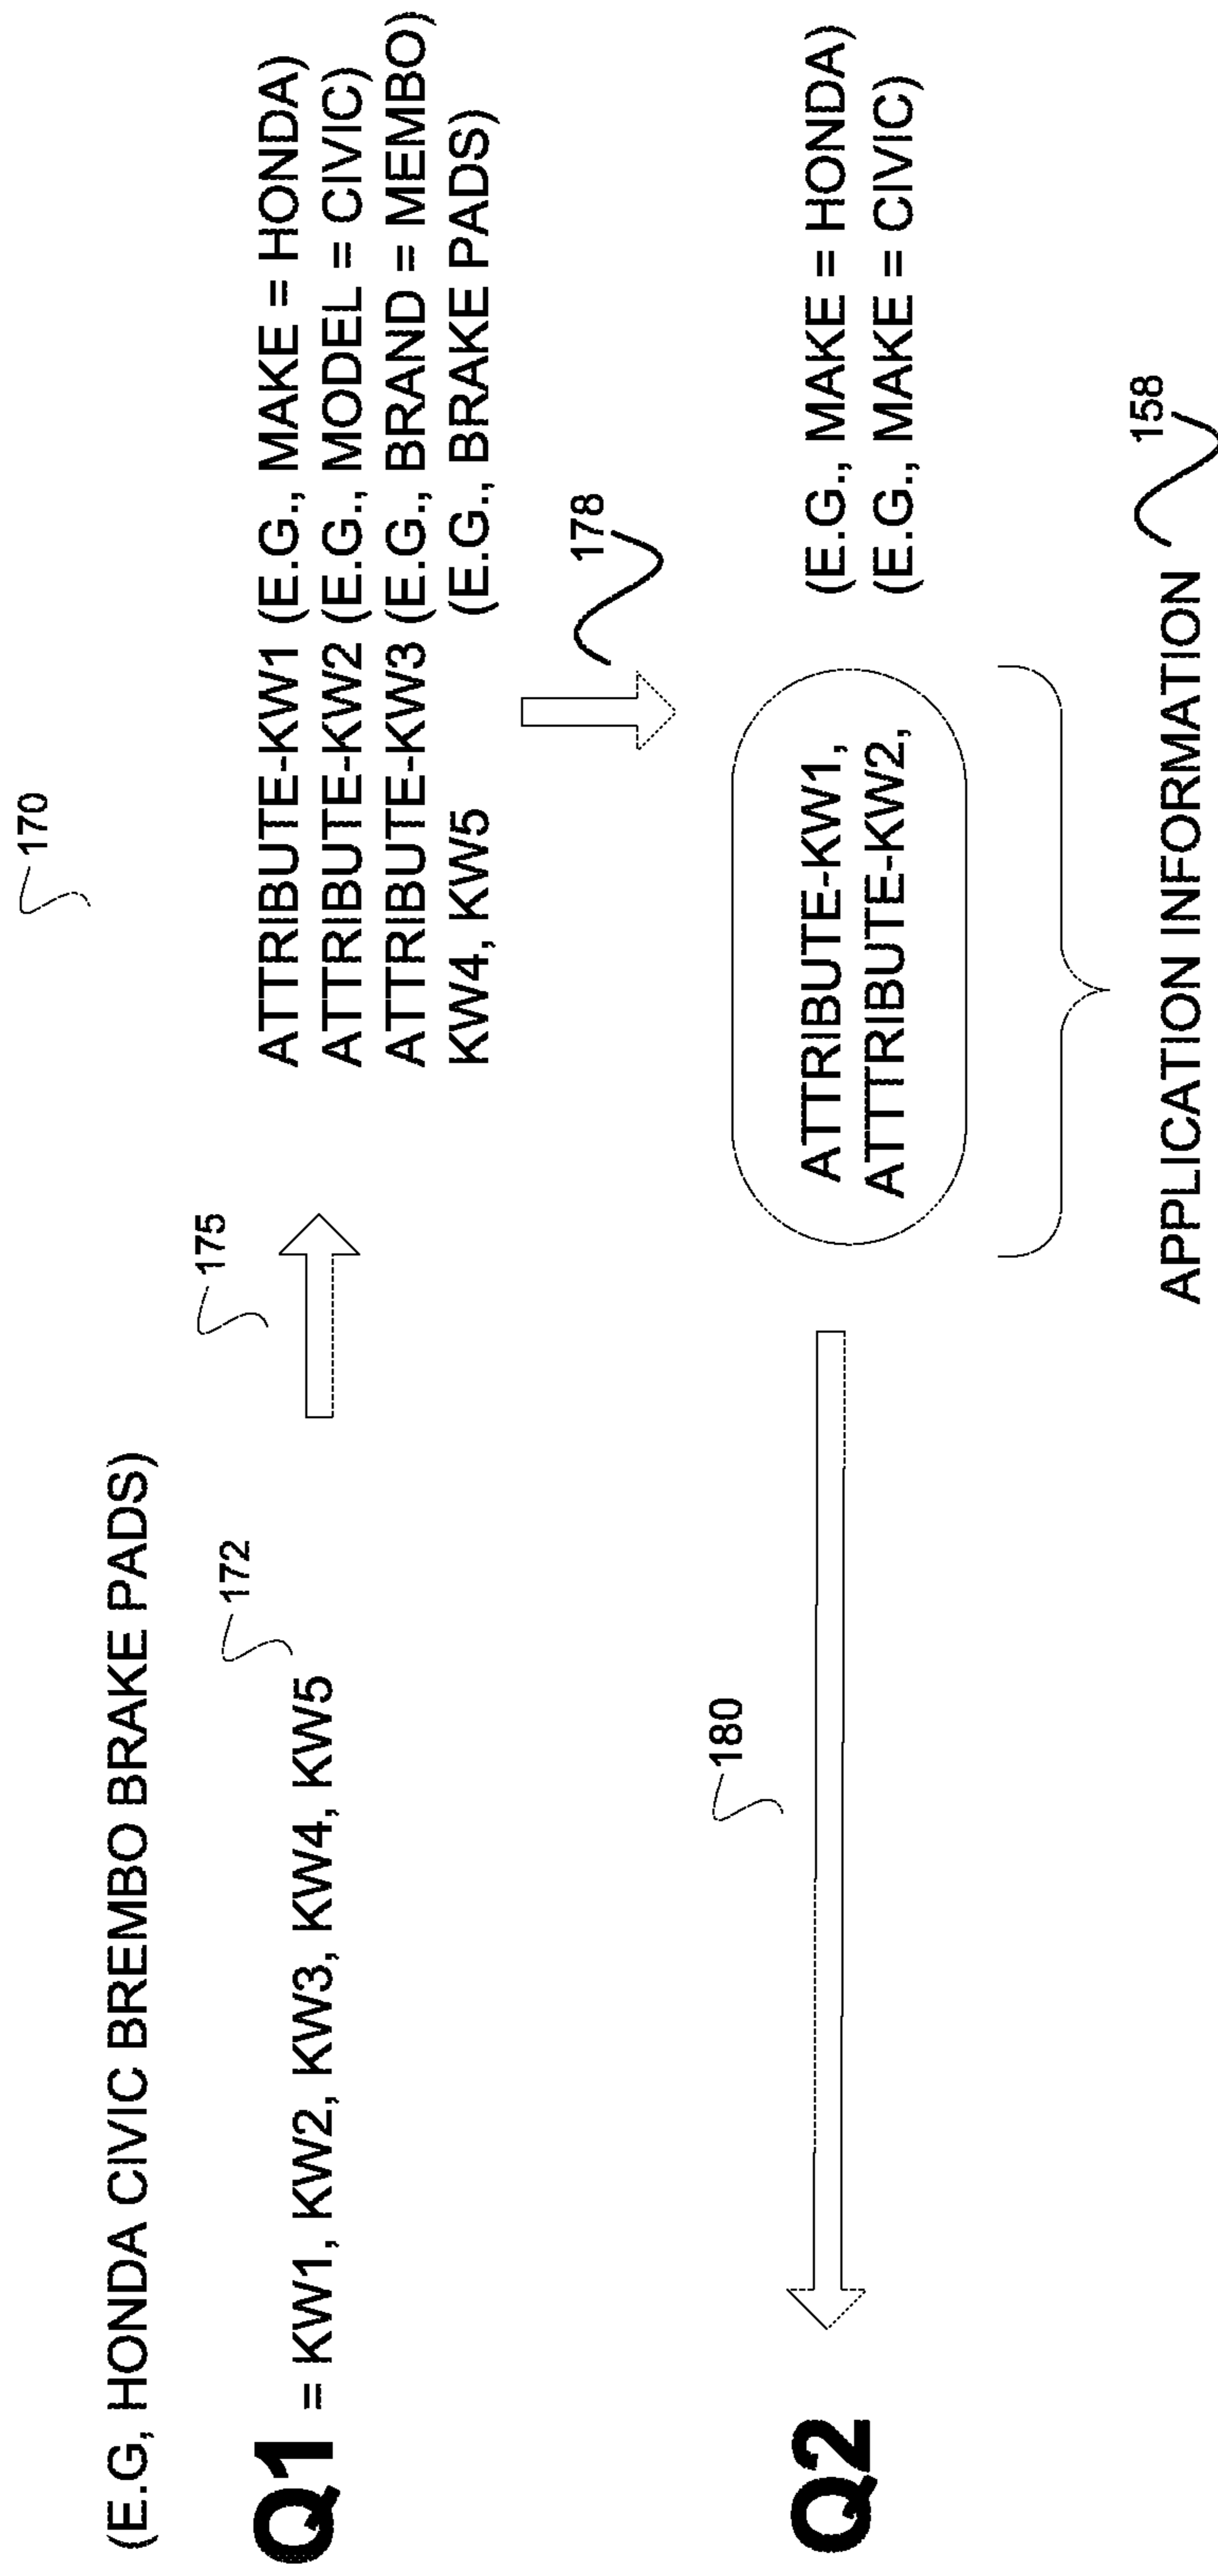 170
(E.G, HONDA CIVIC BREMBO BRAKE PADS)
172
175
Q1 = KW1, KW2, KW3, KW4, KW5
ATTRIBUTE-KW1 (E.G., MAKE = HONDA)
ATTRIBUTE-KW2 (E.G., MODEL = CIVIC)
ATTRIBUTE-KW3 (E.G., BRAND = MEMBO)
KW4, KW5 (E.G., BRAKE PADS)
178
180
Q2
ATTRIBUTE-KW1, (E.G., MAKE = HONDA)
ATTTRIBUTE-KW2, (E.G., MAKE = CIVIC)
158
APPLICATION INFORMATION